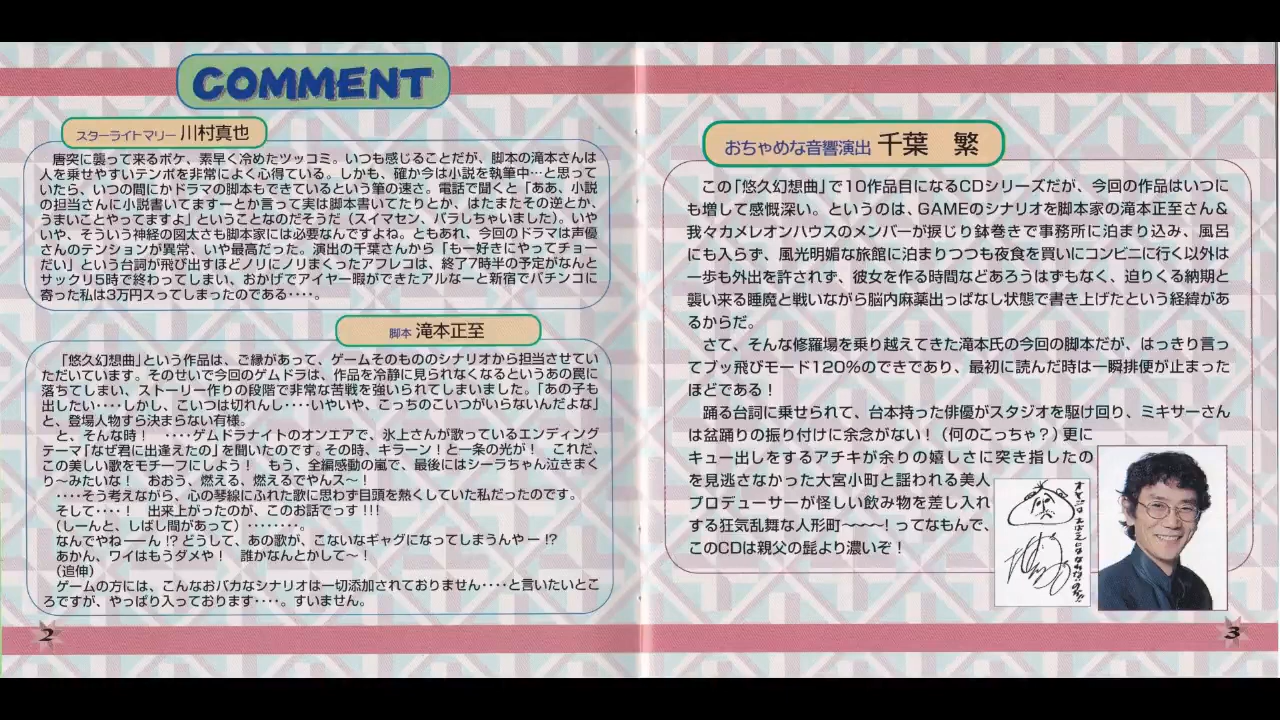 COMMENT
スターライトマリー 川村真也
唐突に襲って来るボケ、素早く冷めたツッコミ。いつも感じることだが、脚本の滝本さんは
人を乗せやすいテンポを非常によく心得ている。しかも、確か今は小説を執筆中…と思って
いたら、いつの間にかドラマの脚本もできているという筆の速さ。電話で聞くと「ああ、小説
の担当さんに小説書いてますーとか言って実は脚本書いてたりとか、はたまたその逆とか、
うまいことやってますよ」ということなのだそうだ（スイマセン、バラしちゃいました）。いや
いや、そういう神経の図太さも脚本家には必要なんですよね。ともあれ、今回のドラマは声優
さんのテンションが異常、いや最高だった。演出の千葉さんから「もー好きにやってチョー
だい」という台詞が飛び出すほどノリにノリまくったアフレコは、終了7時半の予定がなんと
サックリ5時で終わってしまい、おかげでアイヤー暇ができたアルなーと新宿でパチンコに
寄った私は3万円スってしまったのである‥‥。
脚本 滝本正至
「悠久幻想曲」という作品は、ご縁があって、ゲームそのもののシナリオから担当させてい
ただいています。そのせいで今回のゲムドラは、作品を冷静に見られなくなるというあの罠に
落ちてしまい、ストーリー作りの段階で非常な苦戦を強いられてしまいました。「あの子も
出したい‥‥しかし、こいつは切れんし‥‥いやいや、こっちのこいつがいらないんだよな」
と、登場人物すら決まらない有様。
と、そんな時！　‥‥ゲムドラナイトのオンエアで、氷上さんが歌っているエンディング
テーマ「なぜ君に出逢えたの」を聞いたのです。その時、キラーン！と一条の光が！　これだ、
この美しい歌をモチーフにしよう！　もう、全編感動の嵐で、最後にはシーラちゃん泣きまく
り〜みたいな！　おおう、燃える、燃えるでやんス〜！
‥‥そう考えながら、心の琴線にふれた歌に思わず目頭を熱くしていた私だったのです。
そして‥‥！　出来上がったのが、このお話でっす!!!
（しーんと、しばし間があって）‥‥‥‥。
なんでやね――ん!?どうして、あの歌が、こないなギャグになってしまうんやー!?
あかん、ワイはもうダメや！　誰かなんとかして〜！
（追伸）
ゲームの方には、こんなおバカなシナリオは一切添加されておりません‥‥と言いたいとこ
ろですが、やっぱり入っております‥‥。すいません。
2
おちゃめな音響演出 千葉　繁
この「悠久幻想曲」で10作品目になるCDシリーズだが、今回の作品はいつに
も増して感慨深い。というのは、GAMEのシナリオを脚本家の滝本正至さん＆
我々カメレオンハウスのメンバーが捩じり鉢巻きで事務所に泊まり込み、風呂
にも入らず、風光明媚な旅館に泊まりつつも夜食を買いにコンビニに行く以外は
一歩も外出を許されず、彼女を作る時間などあろうはずもなく、迫りくる納期と
襲い来る睡魔と戦いながら脳内麻薬出っぱなし状態で書き上げたという経緯があ
るからだ。
さて、そんな修羅場を乗り越えてきた滝本氏の今回の脚本だが、はっきり言っ
てブッ飛びモード120%のできであり、最初に読んだ時は一瞬排便が止まった
ほどである！
踊る台詞に乗せられて、台本持った俳優がスタジオを駆け回り、ミキサーさん
は盆踊りの振り付けに余念がない！（何のこっちゃ？）更に
キュー出しをするアチキが余りの嬉しさに突き指したの
を見逃さなかった大宮小町と謳われる美人
プロデューサーが怪しい飲み物を差し入れ
する狂気乱舞な人形町〜〜〜〜！ってなもんで、
このCDは親父の髭より濃いぞ！
3